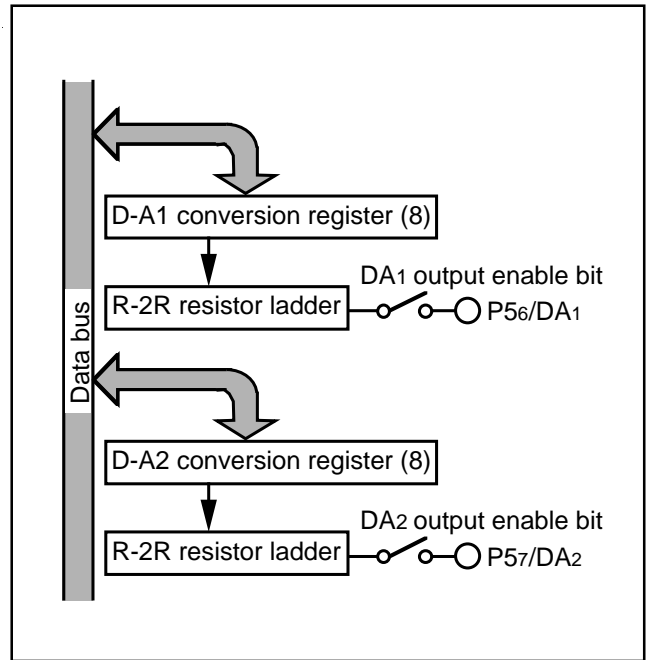 D-A1 conversion register (8)
DA1 output enable bit
R-2R resistor ladder
P56/DA1
Data bus
D-A2 conversion register (8)
DA2 output enable bit
R-2R resistor ladder
P57/DA2